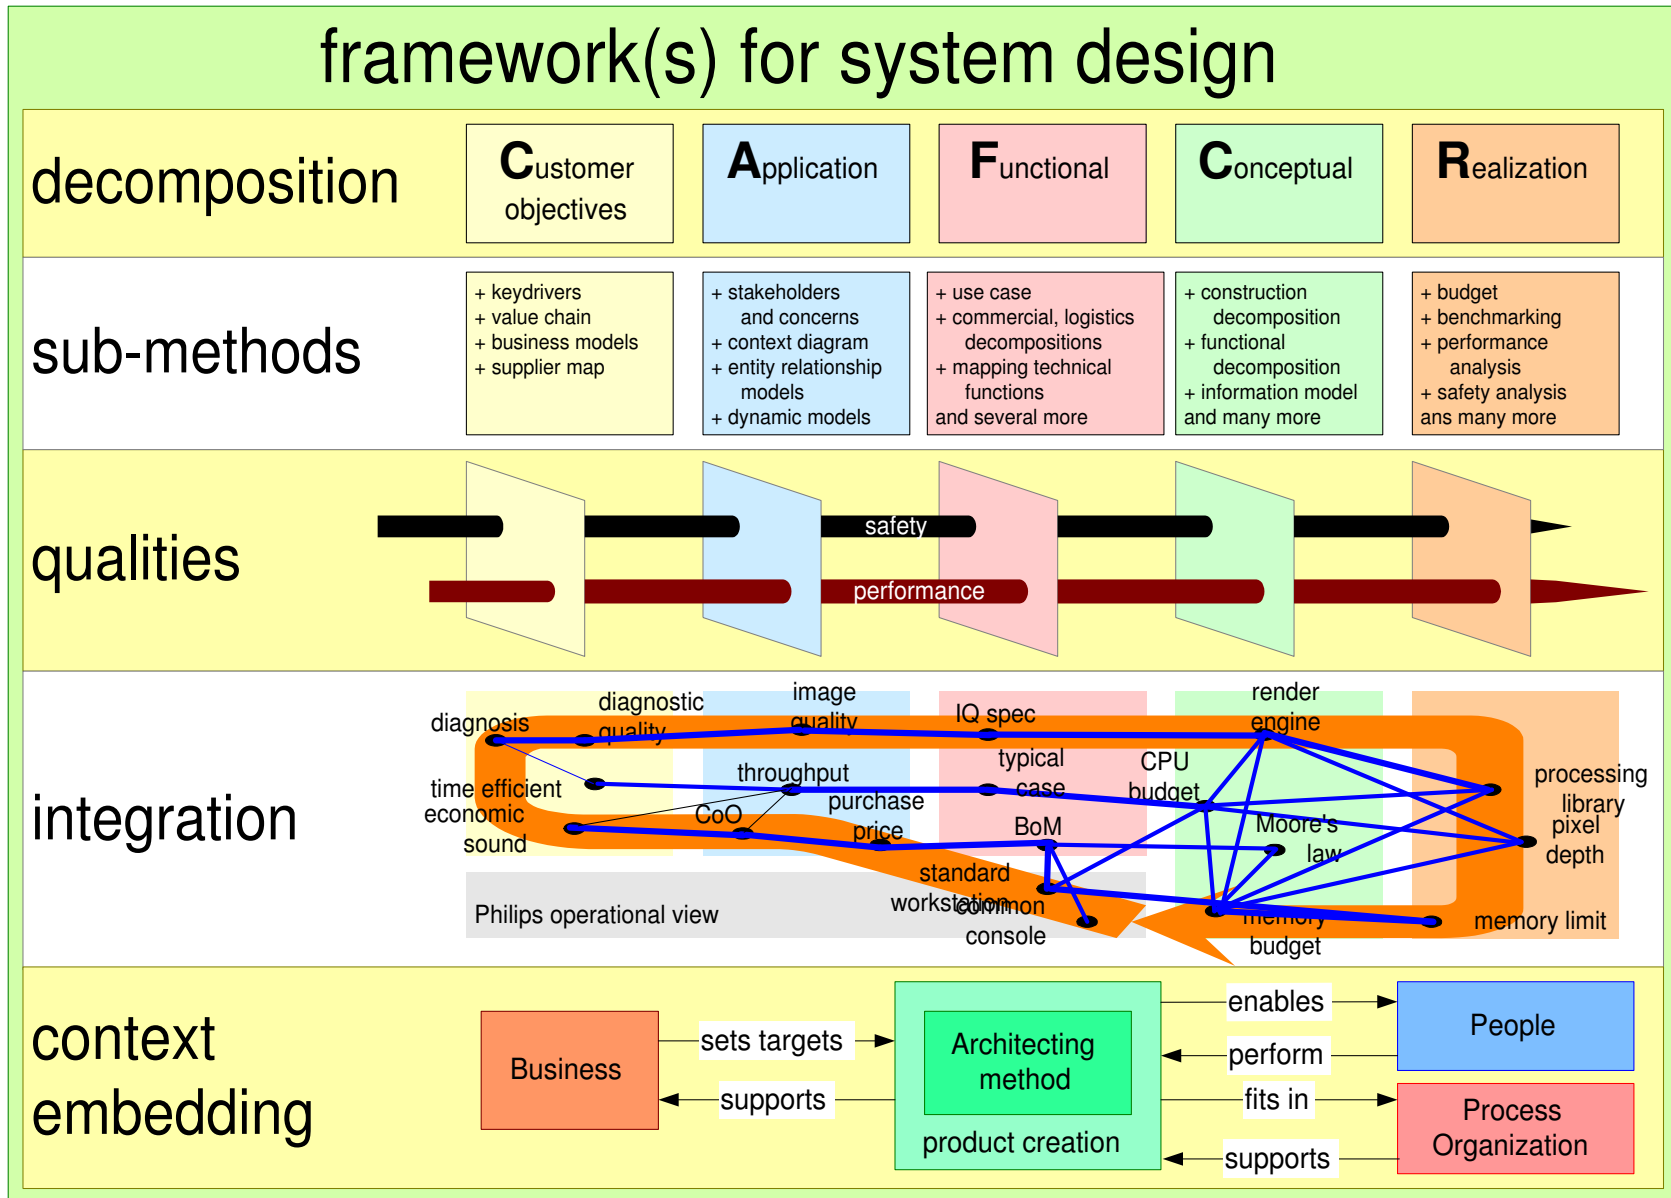 framework(s) for system design
decomposition
Customer
objectives
Application
Functional
Conceptual
Realization
sub-methods
+ keydrivers
+ value chain
+ business models
+ supplier map
+ stakeholders
and concerns
+ context diagram
+ entity relationship
models
+ dynamic models
+ use case
+ commercial, logistics
decompositions
+ mapping technical
functions
and several more
+ construction
decomposition
+ functional
decomposition
+ information model
and many more
+ budget
+ benchmarking
+ performance
analysis
+ safety analysis
ans many more
qualities
safety
performance
integration
diagnosis
diagnostic
quality
image
quality
IQ spec
render
engine
time efficient
throughput
typical
case
CPU
budget
processing
library
economic
sound
CoO
purchase
price
BoM
Moore's
law
pixel
depth
standard
workstation
common
console
Philips operational view
memory
budget
memory limit
context
embedding
Business
sets targets
supports
Architecting
method
product creation
enables
perform
fits in
supports
People
Process
Organization